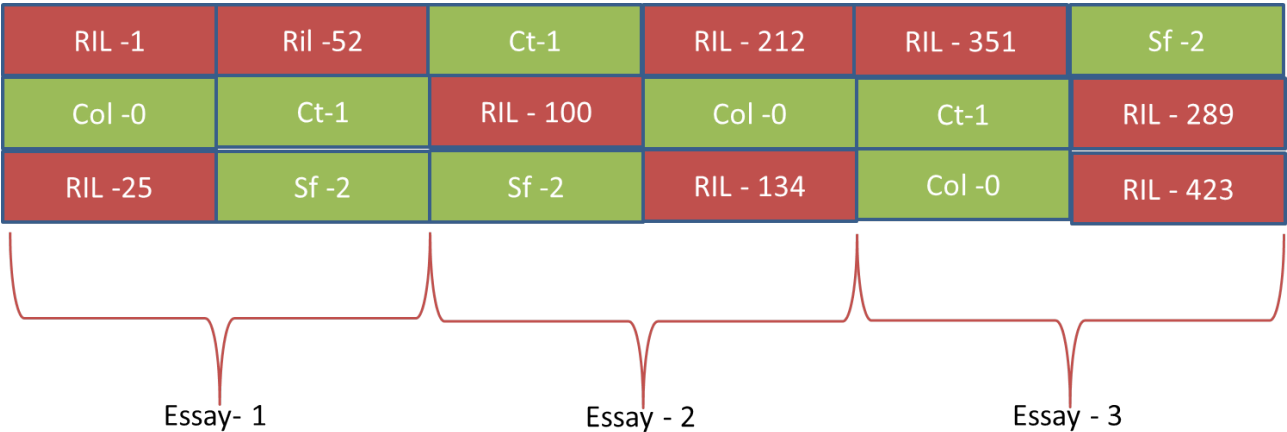 RIL -1 Ril -52 Ct-1 RIL - 212 RIL - 351 Sf -2
Col -0 Ct-1 RIL - 100 Col -0 Ct-1 RIL - 289
RIL -25 Sf -2 Sf -2 RIL - 134 Col -0 RIL - 423
Essay- 1 Essay - 2 Essay - 3